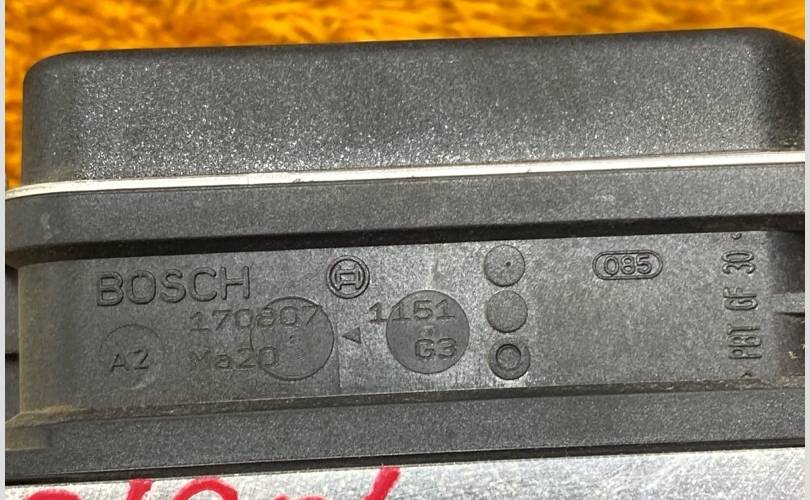 BOSCH
085
170807 1151
A2 Ma20 G3
>PBT GF 30<